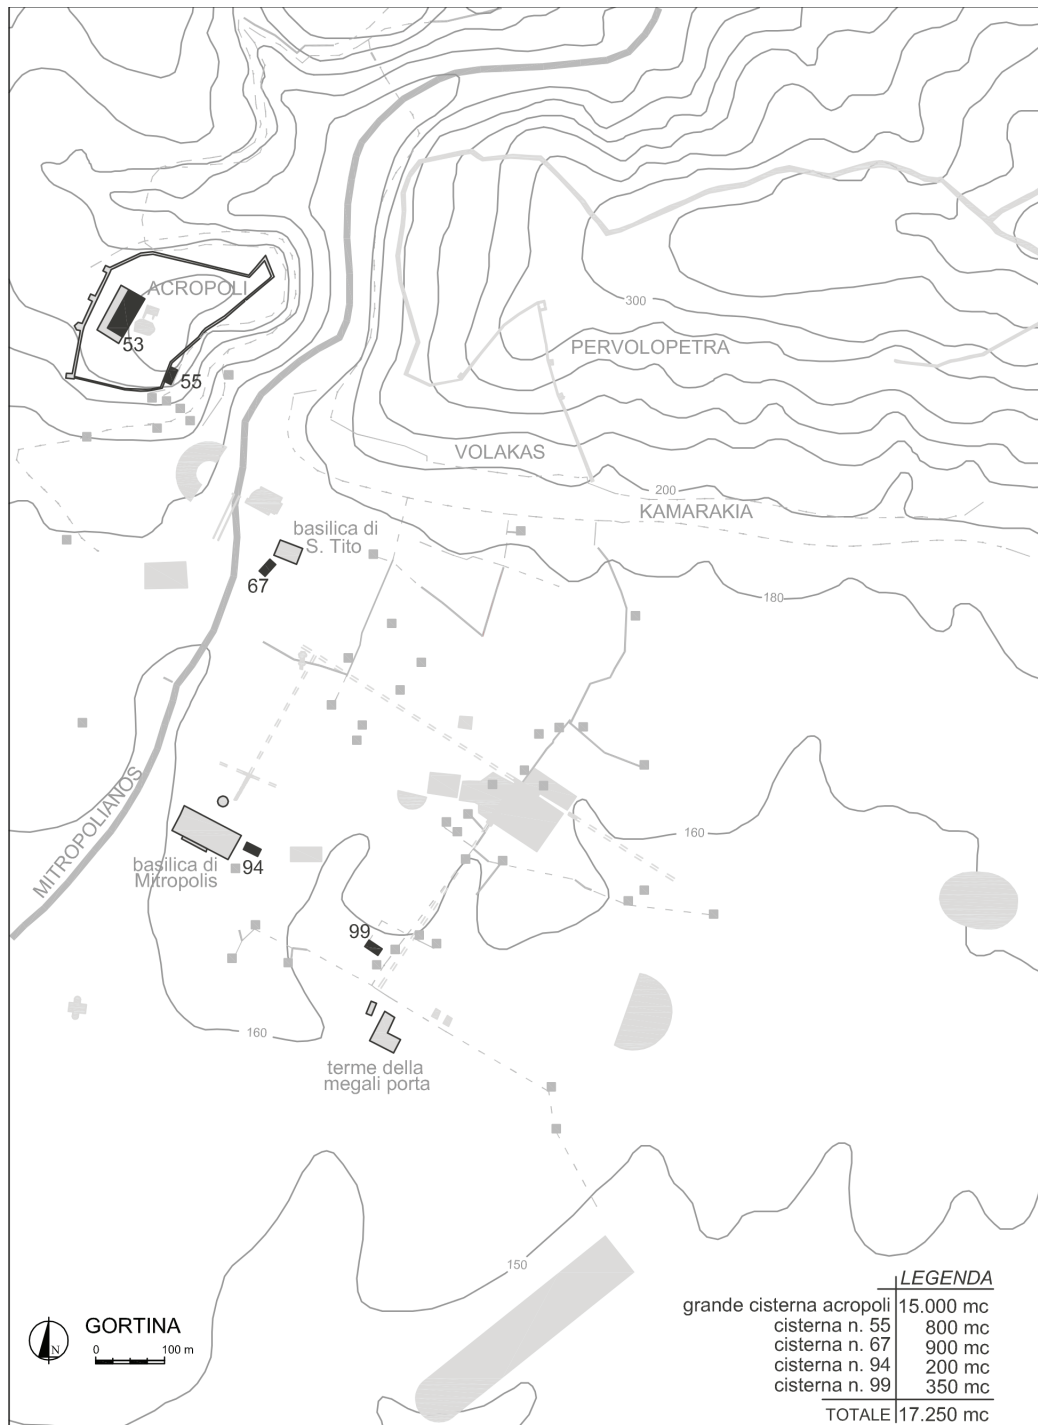 ACROPOLI
53
55
300
PERVOLOPETRA
VOLAKAS
200
KAMARAKIA
basilica di
S. Tito
67
180
MITROPOLIANOS
160
basilica di
Mitropolis
94
99
160
terme della
megali porta
150
LEGENDA
grande cisterna acropoli 15.000 mc
cisterna n. 55 800 mc
cisterna n. 67 900 mc
cisterna n. 94 200 mc
cisterna n. 99 350 mc
TOTALE 17.250 mc
N
GORTINA
0 100 m